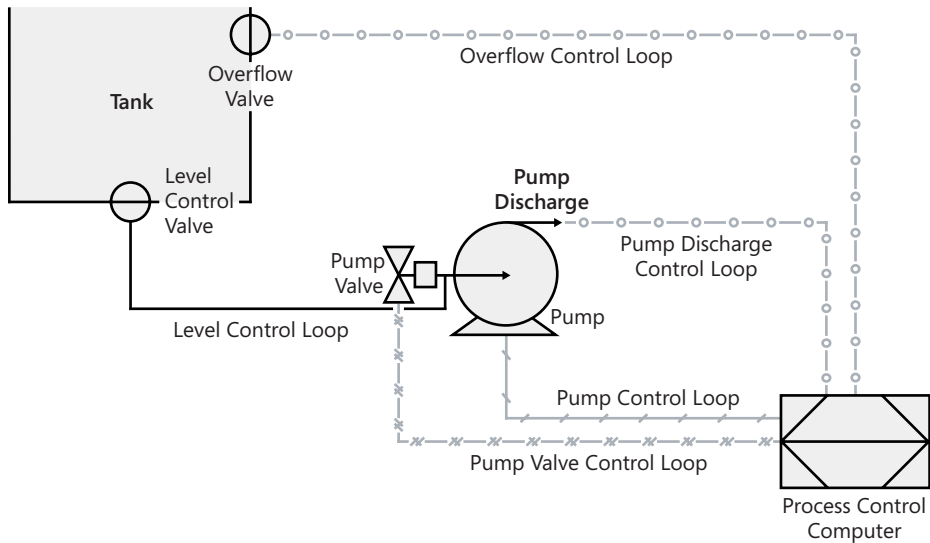 Overflow Control Loop
Overflow
Valve
Tank
Level
Control
Valve
Pump
Discharge
Pump Discharge
Control Loop
Pump
Valve
Pump
Level Control Loop
Pump Control Loop
Pump Valve Control Loop
Process Control
Computer